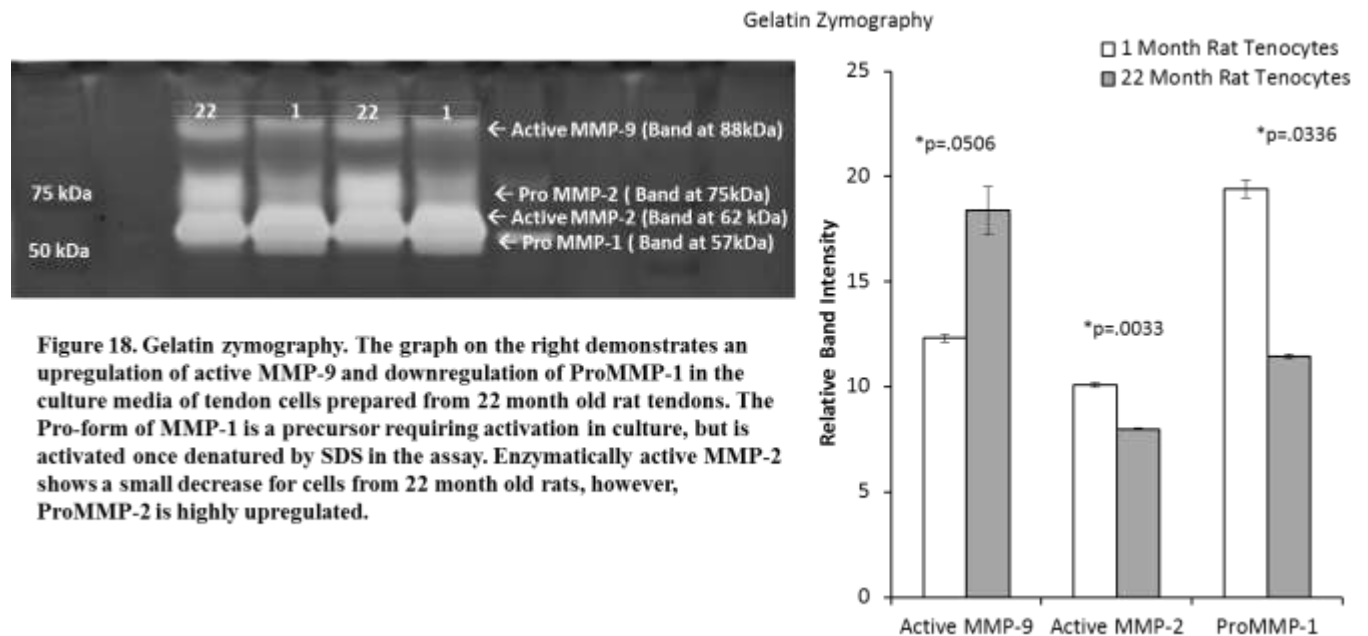 Gelatin Zymography
22 1 22 1
← Active MMP-9 (Band at 88kDa)
75 kDa
← Pro MMP-2 ( Band at 75kDa)
← Active MMP-2 (Band at 62 kDa)
← Pro MMP-1 ( Band at 57kDa)
50 kDa
Figure 18. Gelatin zymography. The graph on the right demonstrates an
upregulation of active MMP-9 and downregulation of ProMMP-1 in the
culture media of tendon cells prepared from 22 month old rat tendons. The
Pro-form of MMP-1 is a precursor requiring activation in culture, but is
activated once denatured by SDS in the assay. Enzymatically active MMP-2
shows a small decrease for cells from 22 month old rats, however,
ProMMP-2 is highly upregulated.
1 Month Rat Tenocytes
22 Month Rat Tenocytes
Relative Band Intensity
25
20
15
10
5
0
*p=.0506
*p=.0033
*p=.0336
Active MMP-9 Active MMP-2 ProMMP-1